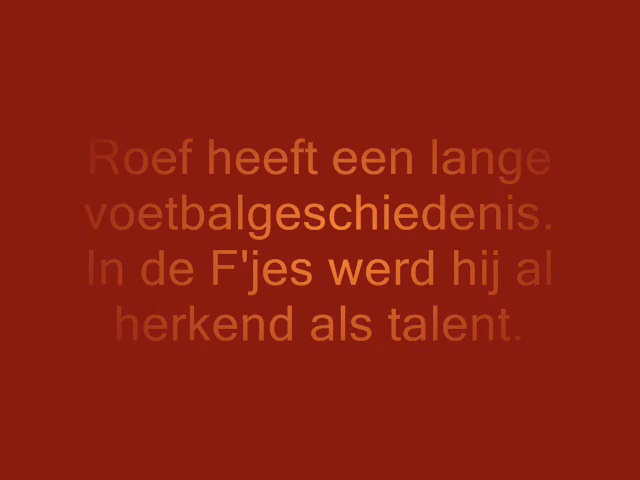 Roef heeft een lange
voetbalgeschiedenis.
In de F'jes werd hij al
herkend als talent.